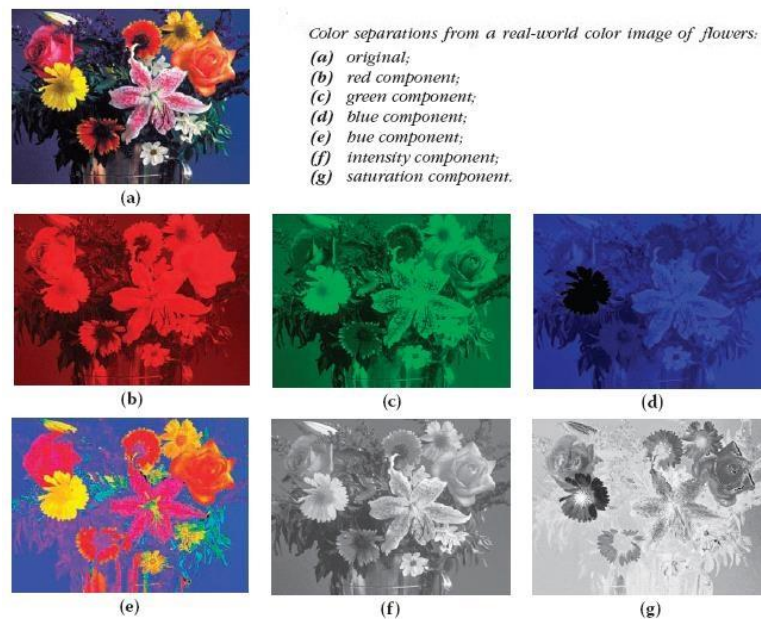 Color separations from a real-world color image of flowers:
(a) original;
(b) red component;
(c) green component;
(d) blue component;
(e) hue component;
(f) intensity component;
(g) saturation component.
(a)
(b)
(c)
(d)
(e)
(f)
(g)